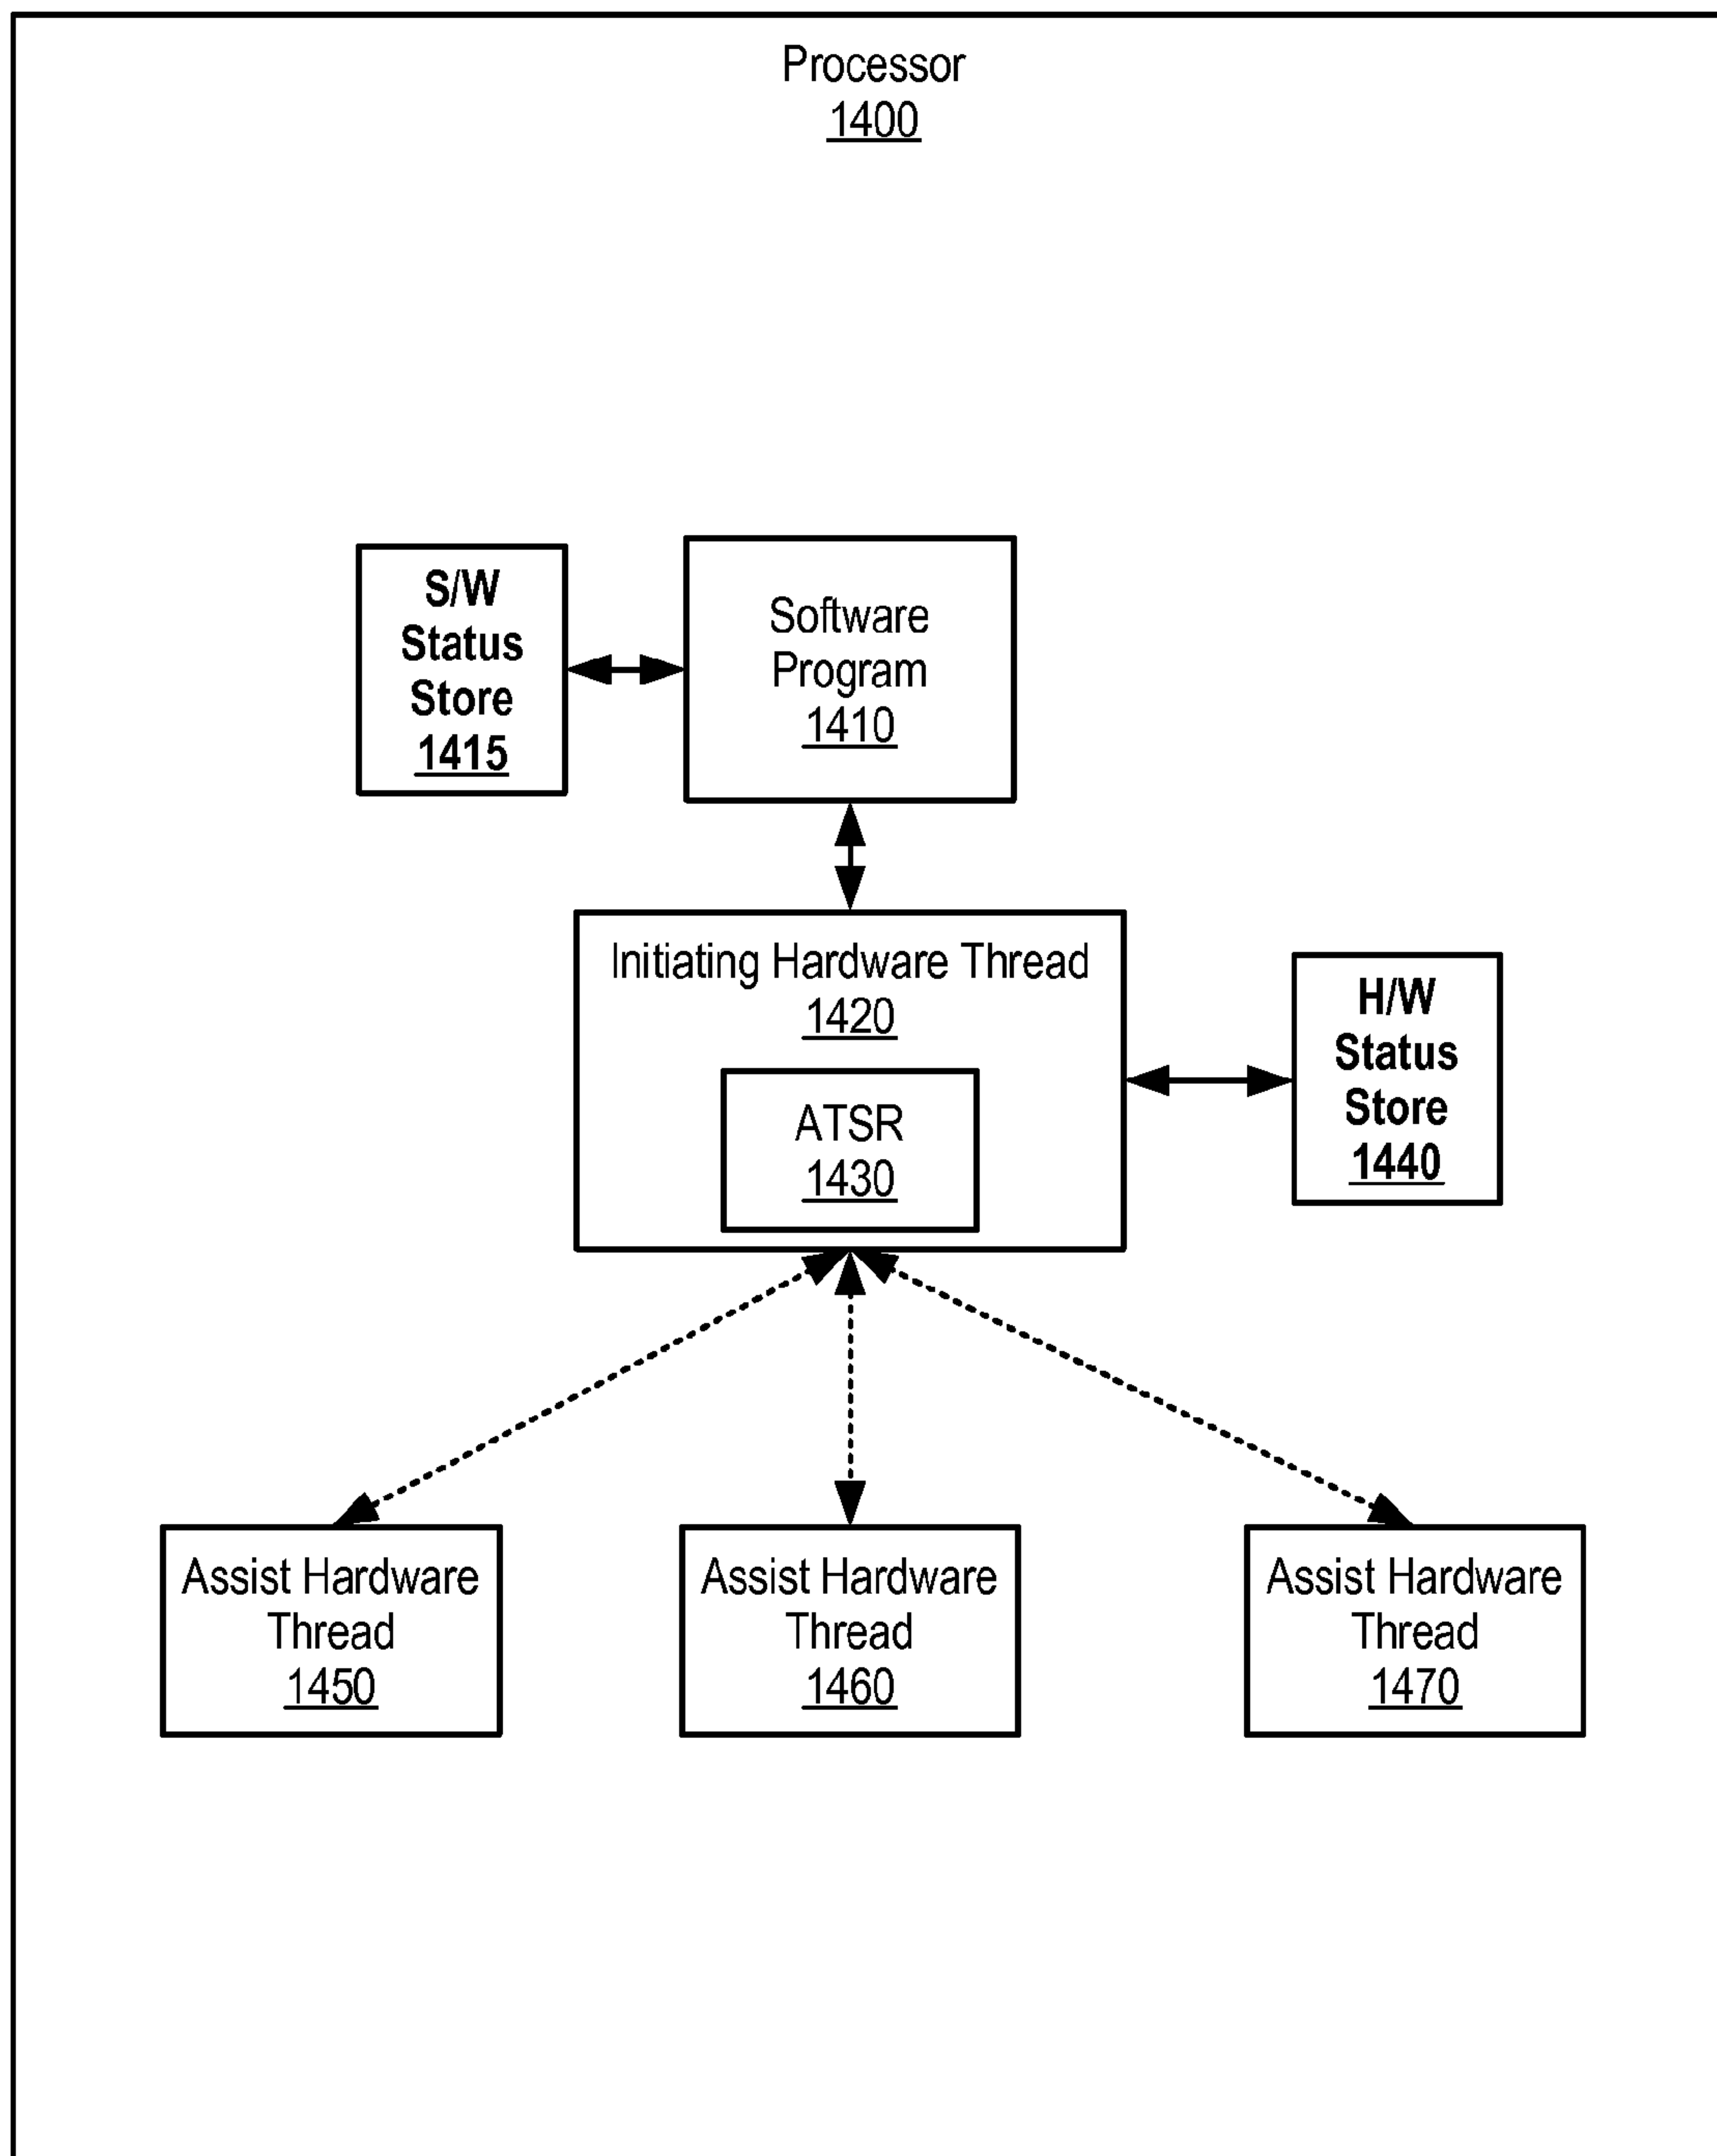 Processor
1400
S/W
Status
Store
1415
Software
Program
1410
Initiating Hardware Thread
1420
ATSR
1430
H/W
Status
Store
1440
Assist Hardware
Thread
1450
Assist Hardware
Thread
1460
Assist Hardware
Thread
1470